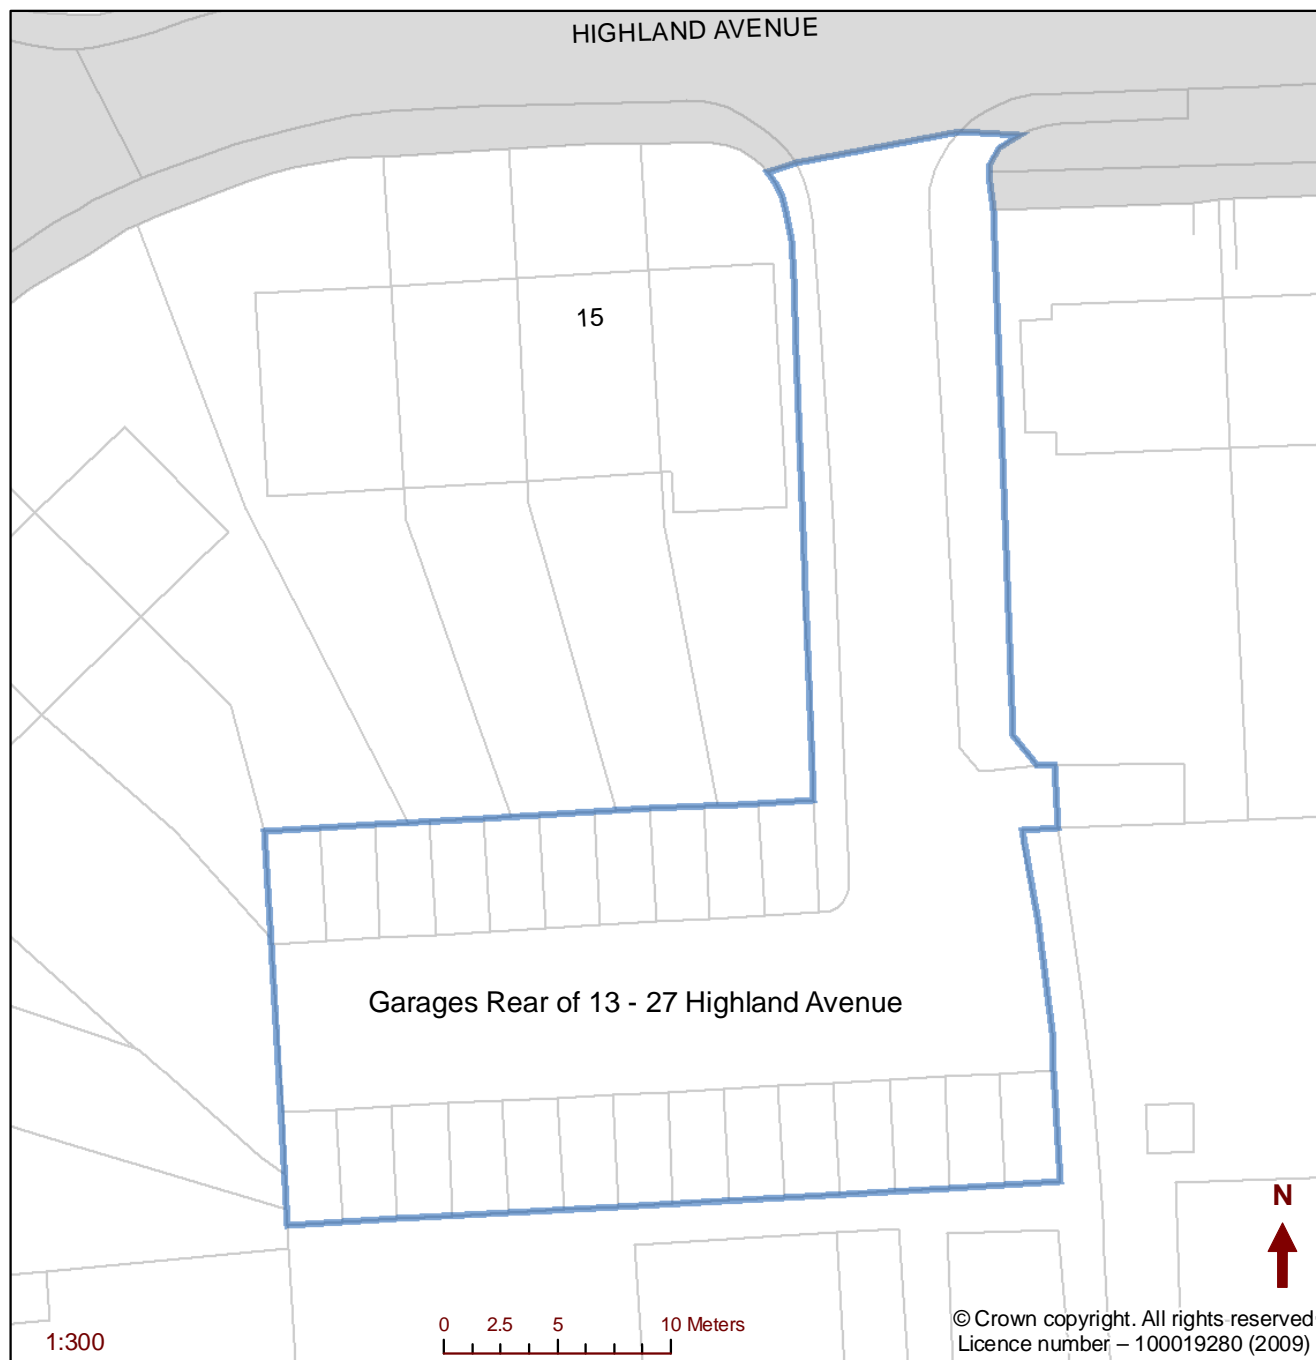 HIGHLAND AVENUE
15
Garages Rear of 13 - 27 Highland Avenue
N
0 2.5 5 10 Meters
1:300
© Crown copyright. All rights reserved
Licence number – 100019280 (2009)